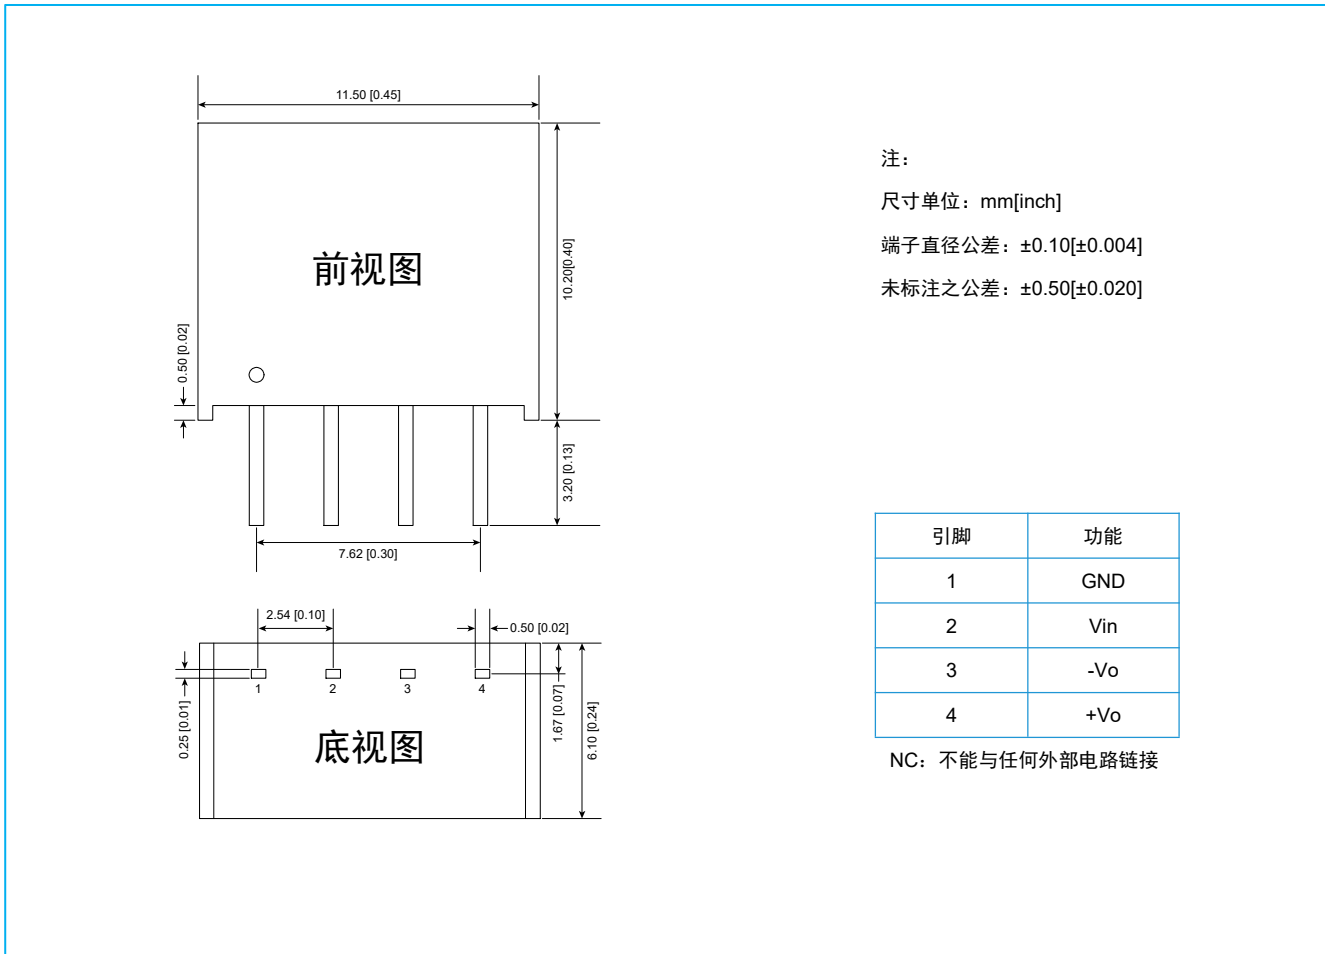 11.50 [0.45]
前视图
10.20[0.40]
0.50 [0.02]
3.20 [0.13]
7.62 [0.30]
2.54 [0.10]
0.50 [0.02]
1 2 3 4
0.25 [0.01]
1.67 [0.07]
6.10 [0.24]
底视图
注：
尺寸单位：mm[inch]
端子直径公差：±0.10[±0.004]
未标注之公差：±0.50[±0.020]
引脚 功能
1 GND
2 Vin
3 -Vo
4 +Vo
NC：不能与任何外部电路链接